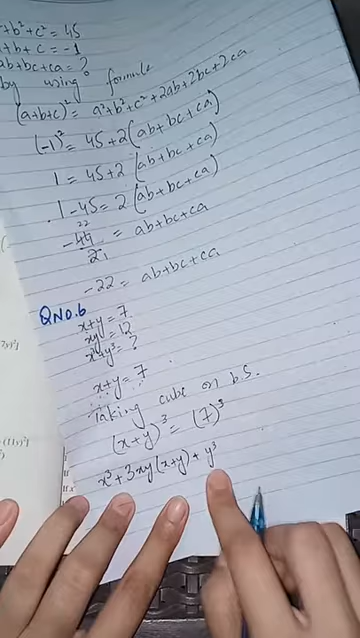 +b²+c² = 45
a+b+c = -1
ab+bc+ca = ?
by using formula
(a+b+c)² = a²+b²+c²+2ab+2bc+2ca
(-1)² = 45+2(ab+bc+ca)
1 = 45+2(ab+bc+ca)
1-45 = 2(ab+bc+ca)
22
-44 = ab+bc+ca
2 1
-22 = ab+bc+ca
QNO.6
x+y = 7
xy = 12
x³+y³ = ?
x+y = 7
Taking cube on b.s.
(x+y)³ = (7)³
x³+3xy(x+y)+y³